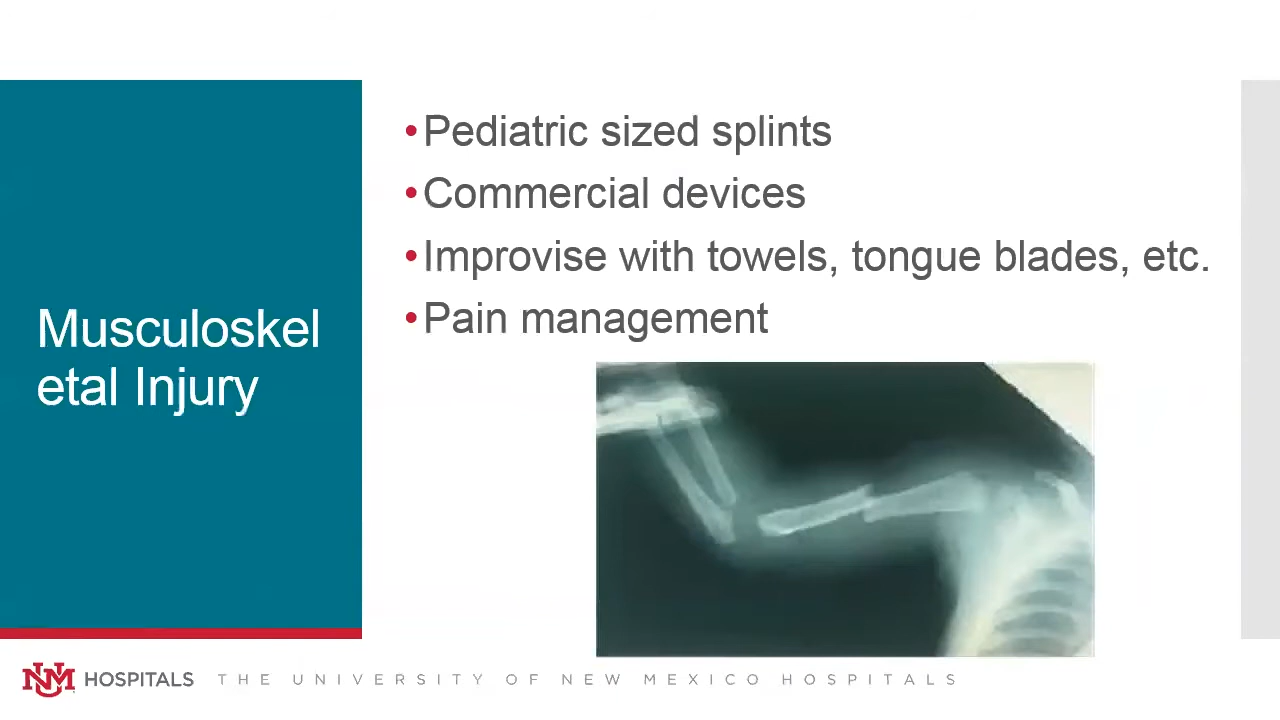 Musculoskel
etal Injury
•Pediatric sized splints
•Commercial devices
•Improvise with towels, tongue blades, etc.
•Pain management
UNM HOSPITALS THE UNIVERSITY OF NEW MEXICO HOSPITALS